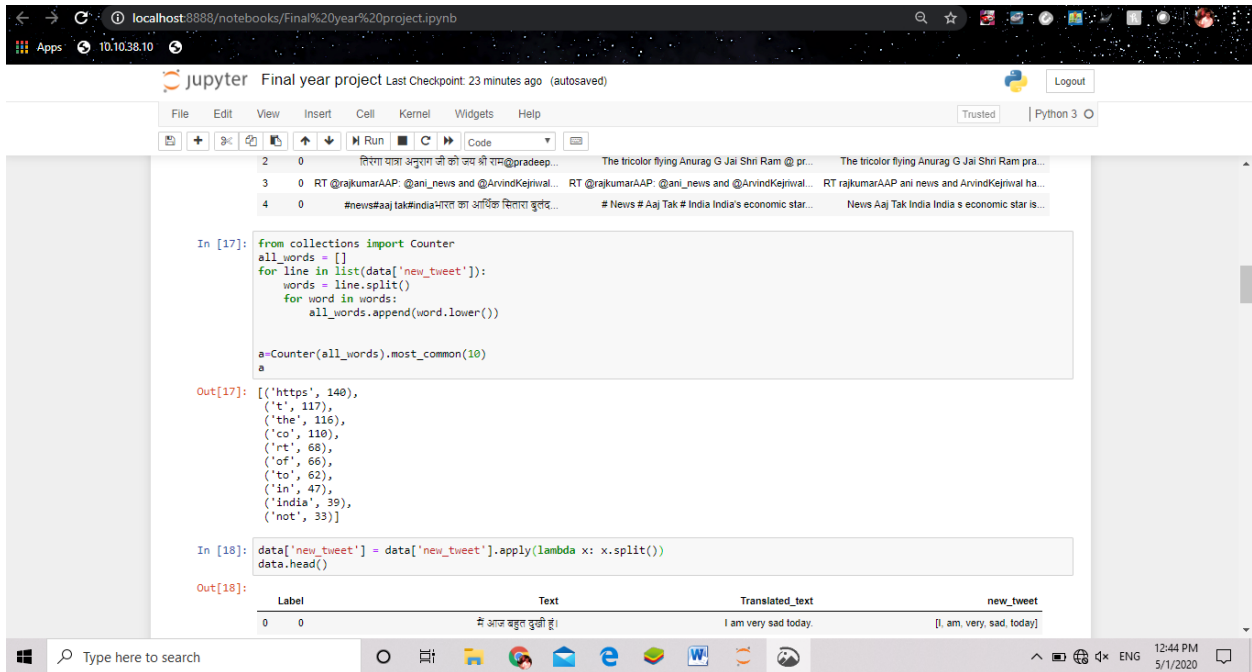 localhost:8888/notebooks/Final%20year%20project.ipynb
Apps 10.10.38.10
jupyter Final year project Last Checkpoint: 23 minutes ago (autosaved) Logout
File Edit View Insert Cell Kernel Widgets Help Trusted Python 3
Run Code
2 0 तिरंगा यात्रा अनुराग जी को जय श्री राम@pradeep... The tricolor flying Anurag G Jai Shri Ram @ pr... The tricolor flying Anurag G Jai Shri Ram pra...
3 0 RT @rajkumarAAP: @ani_news and @ArvindKejriwal... RT @rajkumarAAP: @ani_news and @ArvindKejriwal... RT rajkumarAAP ani news and ArvindKejriwal ha...
4 0 #news#aaj tak#indiaभारत का आर्थिक सितारा बुलंद... # News # Aaj Tak # India India's economic star... News Aaj Tak India India s economic star is...
In [17]: from collections import Counter
all_words = []
for line in list(data['new_tweet']):
words = line.split()
for word in words:
all_words.append(word.lower())
a=Counter(all_words).most_common(10)
a
Out[17]: [('https', 140),
('t', 117),
('the', 116),
('co', 110),
('rt', 68),
('of', 66),
('to', 62),
('in', 47),
('india', 39),
('not', 33)]
In [18]: data['new_tweet'] = data['new_tweet'].apply(lambda x: x.split())
data.head()
Out[18]:
Label Text Translated_text new_tweet
0 0 मैं आज बहुत दुखी हूं। I am very sad today. [I, am, very, sad, today]
Type here to search ENG 12:44 PM
5/1/2020